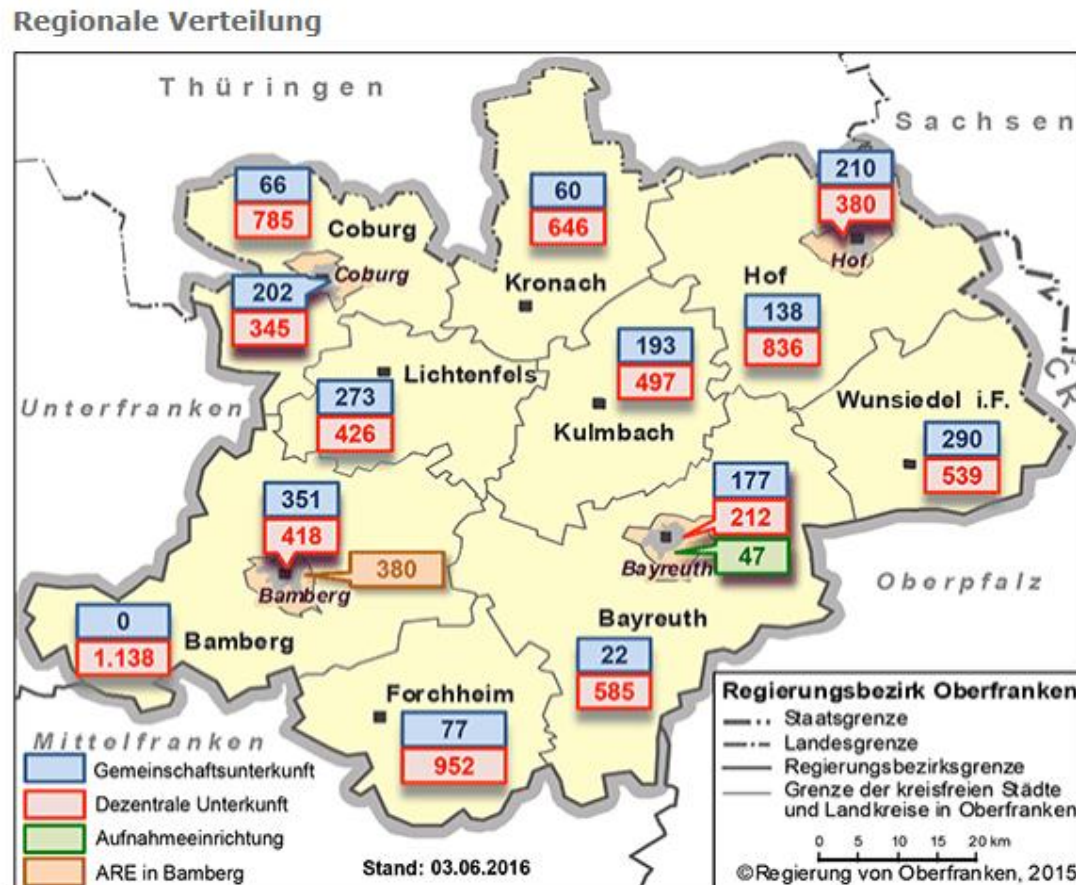 Regionale Verteilung
Thüringen
Sachsen
66
785
Coburg
Coburg
202
345
60
646
Kronach
210
380
Hof
Hof
138
836
193
497
Kulmbach
Lichtenfels
273
426
Unterfranken
Wunsiedel i.F.
290
539
351
418
Bamberg
380
177
212
47
Bayreuth
Oberpfalz
0
1.138
Bamberg
Bayreuth
22
585
Forchheim
77
952
Mittelfranken
Gemeinschaftsunterkunft
Dezentrale Unterkunft
Aufnahmeeinrichtung
ARE in Bamberg
Stand: 03.06.2016
Regierungsbezirk Oberfranken
Staatsgrenze
Landesgrenze
Regierungsbezirksgrenze
Grenze der kreisfreien Städte
und Landkreise in Oberfranken
0 5 10 15 20 km
©Regierung von Oberfranken, 2015